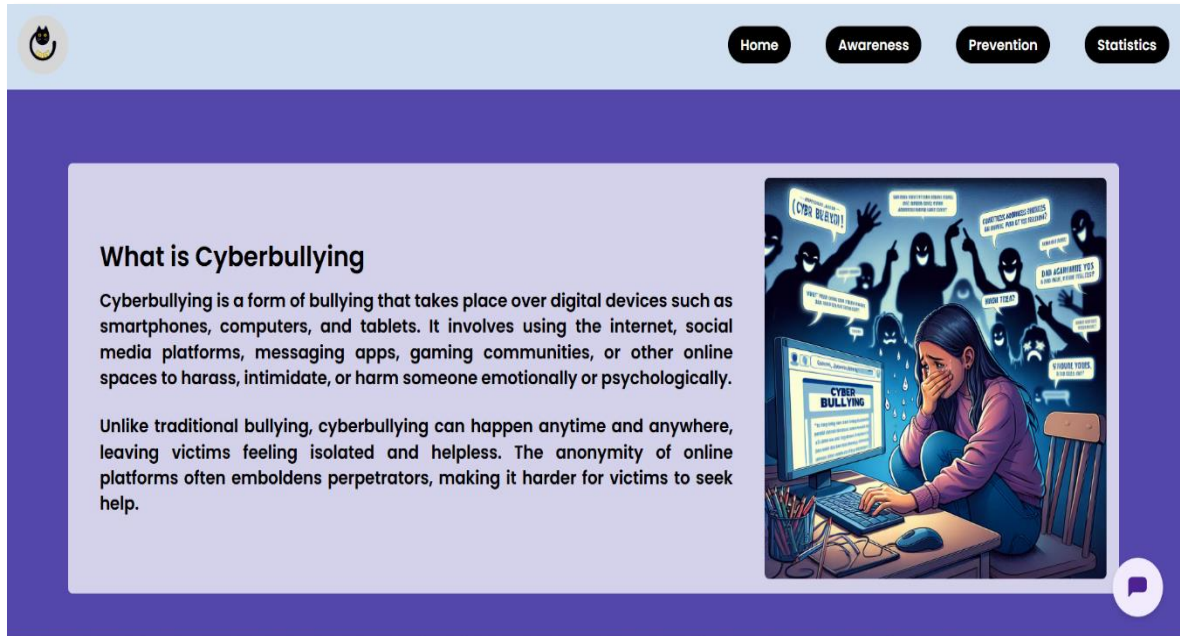 Home
Awareness
Prevention
Statistics
What is Cyberbullying
Cyberbullying is a form of bullying that takes place over digital devices such as
smartphones, computers, and tablets. It involves using the internet, social
media platforms, messaging apps, gaming communities, or other online
spaces to harass, intimidate, or harm someone emotionally or psychologically.
Unlike traditional bullying, cyberbullying can happen anytime and anywhere,
leaving victims feeling isolated and helpless. The anonymity of online
platforms often emboldens perpetrators, making it harder for victims to seek
help.
CYBER
BULLYING